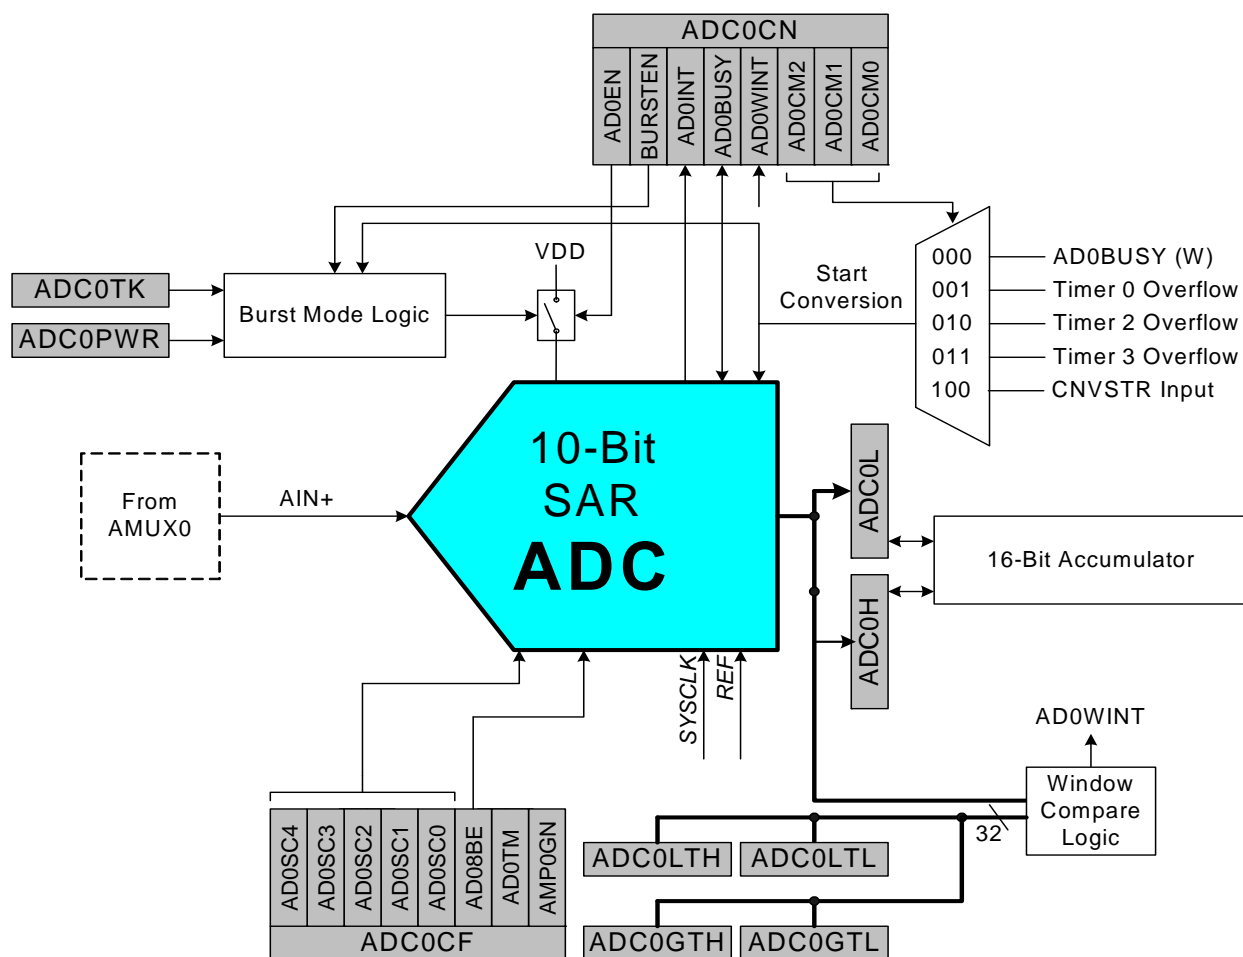 ADC0CN
AD0EN
BURSTEN
AD0INT
AD0BUSY
AD0WINT
AD0CM2
AD0CM1
AD0CM0
VDD
ADC0TK
ADC0PWR
Burst Mode Logic
Start
Conversion
000
001
010
011
100
AD0BUSY (W)
Timer 0 Overflow
Timer 2 Overflow
Timer 3 Overflow
CNVSTR Input
From
AMUX0
AIN+
10-Bit
SAR
ADC
ADC0L
ADC0H
16-Bit Accumulator
SYSCLK
REF
AD0WINT
Window
Compare
Logic
32
AD0SC4
AD0SC3
AD0SC2
AD0SC1
AD0SC0
AD08BE
AD0TM
AMP0GN
ADC0CF
ADC0LTH
ADC0LTL
ADC0GTH
ADC0GTL